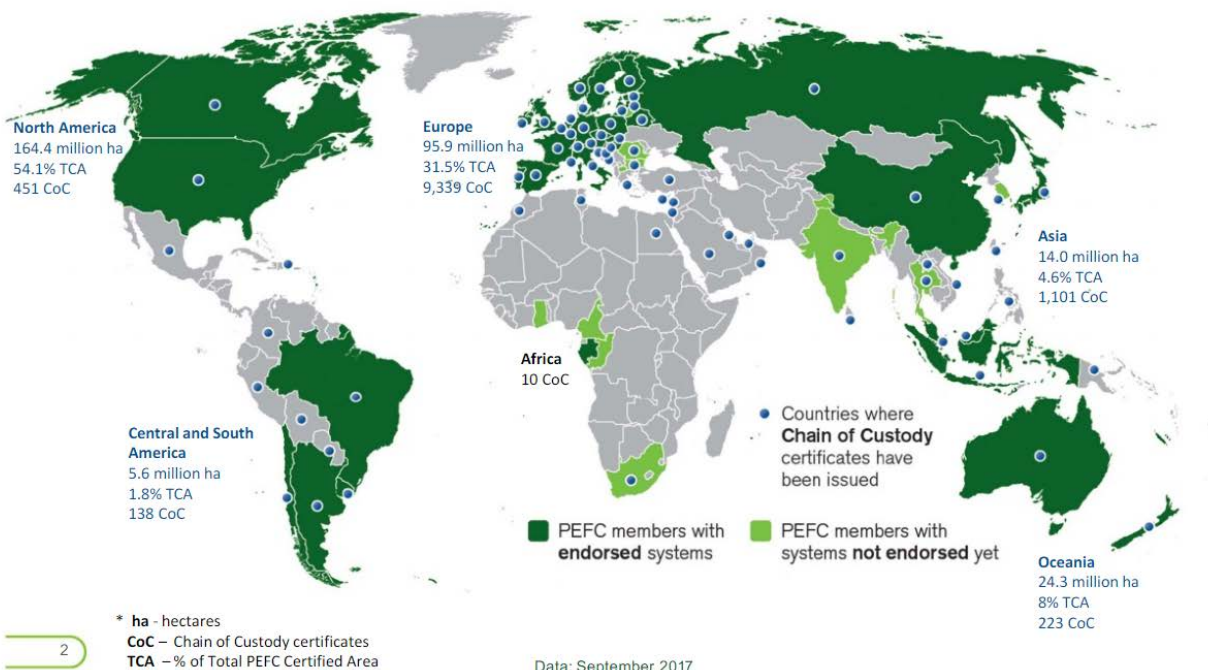 North America
164.4 million ha
54.1% TCA
451 CoC
Europe
95.9 million ha
31.5% TCA
9,339 CoC
Asia
14.0 million ha
4.6% TCA
1,101 CoC
Africa
10 CoC
Central and South
America
5.6 million ha
1.8% TCA
138 CoC
Countries where
Chain of Custody
certificates have
been issued
PEFC members with
endorsed systems
PEFC members with
systems not endorsed yet
Oceania
24.3 million ha
8% TCA
223 CoC
* ha - hectares
CoC – Chain of Custody certificates
TCA – % of Total PEFC Certified Area
2
Data: September 2017